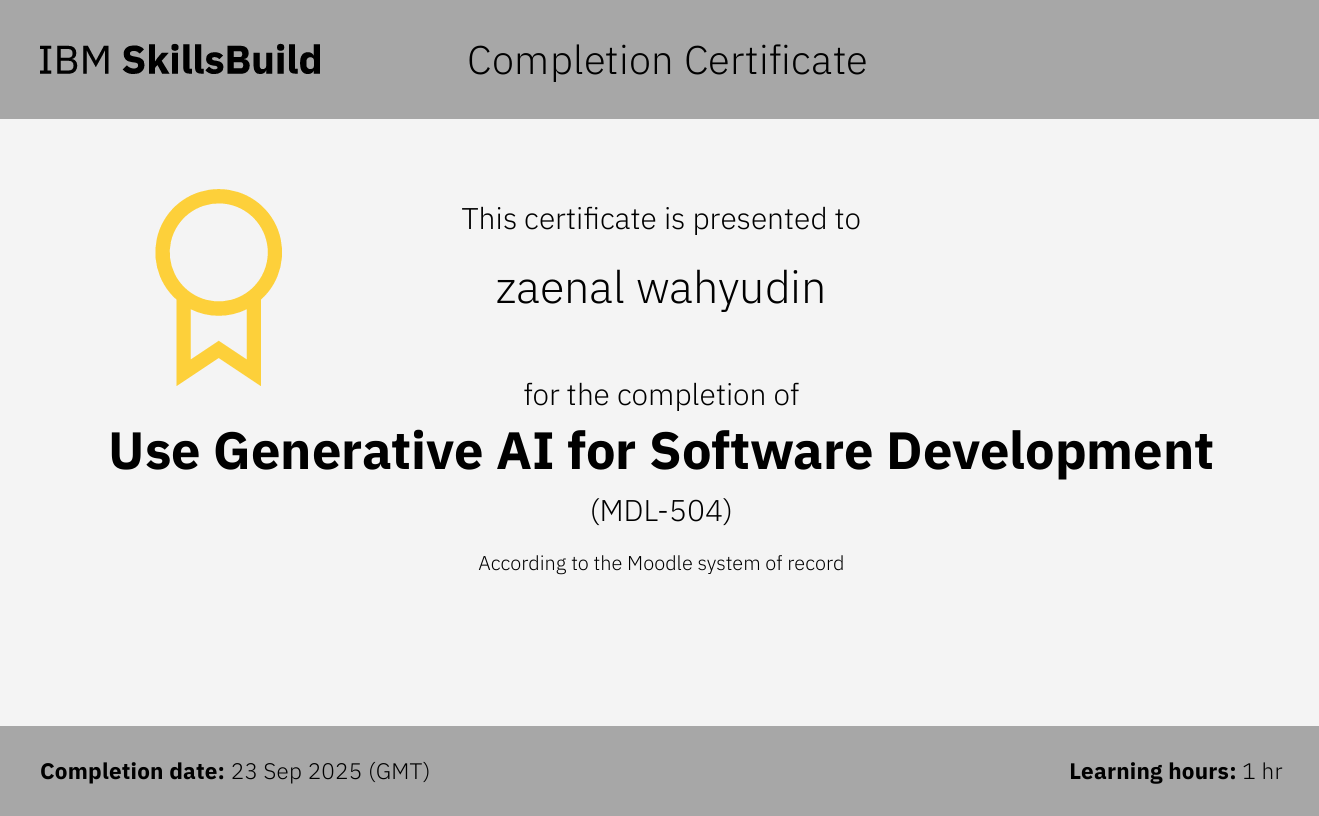 IBM SkillsBuild
Completion Certificate
This certificate is presented to
zaenal wahyudin
for the completion of
Use Generative AI for Software Development
(MDL-504)
According to the Moodle system of record
Completion date: 23 Sep 2025 (GMT)
Learning hours: 1 hr